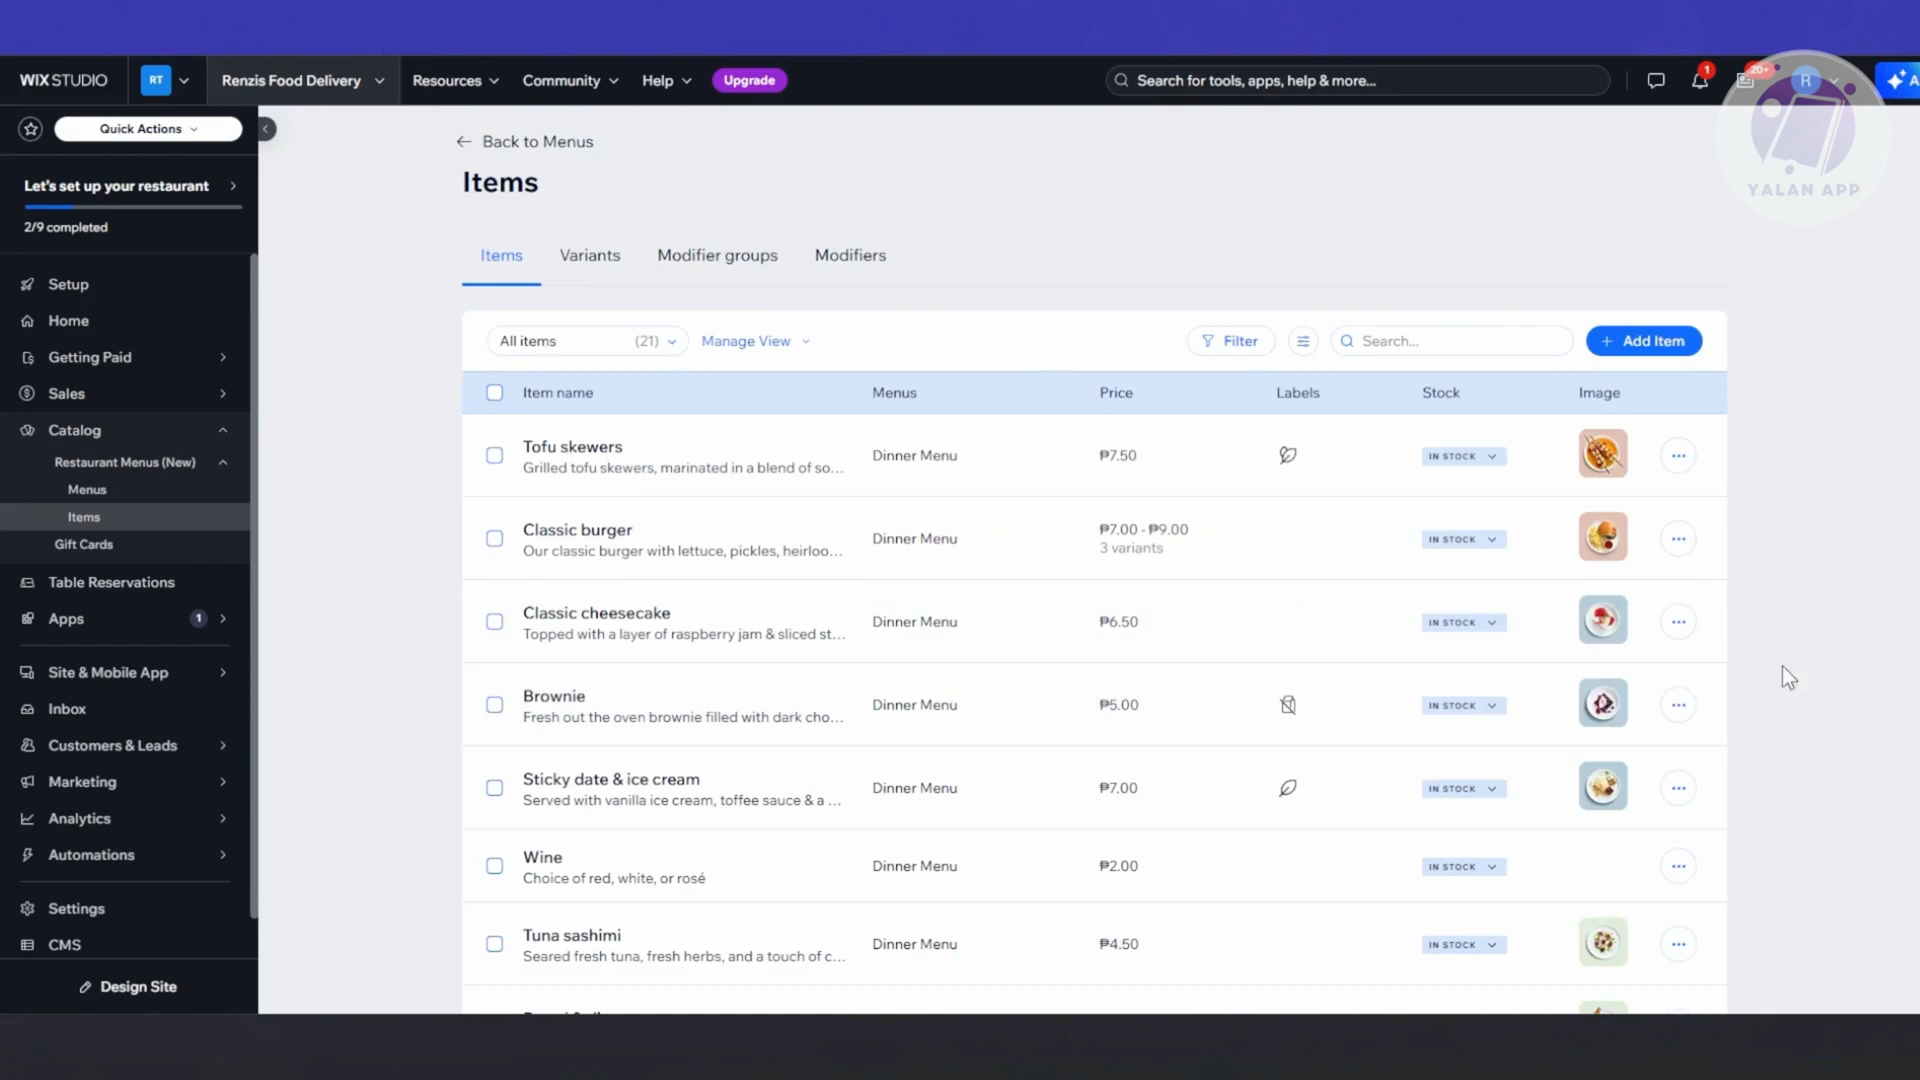 WIX STUDIO
RT
Renzis Food Delivery
Resources
Community
Help
Upgrade
Search for tools, apps, help & more...
1
20+
R
A
YALAN APP
Quick Actions
Let's set up your restaurant
2/9 completed
Setup
Home
Getting Paid
Sales
Catalog
Restaurant Menus (New)
Menus
Items
Gift Cards
Table Reservations
Apps 1
Site & Mobile App
Inbox
Customers & Leads
Marketing
Analytics
Automations
Settings
CMS
Design Site
Back to Menus
Items
Items Variants Modifier groups Modifiers
All items (21) Manage View Filter Search... + Add Item
Item name Menus Price Labels Stock Image
Tofu skewers
Grilled tofu skewers, marinated in a blend of so...
Dinner Menu ₱7.50 IN STOCK
Classic burger
Our classic burger with lettuce, pickles, heirloo...
Dinner Menu ₱7.00 - ₱9.00
3 variants
IN STOCK
Classic cheesecake
Topped with a layer of raspberry jam & sliced st...
Dinner Menu ₱6.50 IN STOCK
Brownie
Fresh out the oven brownie filled with dark cho...
Dinner Menu ₱5.00 IN STOCK
Sticky date & ice cream
Served with vanilla ice cream, toffee sauce & a ...
Dinner Menu ₱7.00 IN STOCK
Wine
Choice of red, white, or rosé
Dinner Menu ₱2.00 IN STOCK
Tuna sashimi
Seared fresh tuna, fresh herbs, and a touch of c...
Dinner Menu ₱4.50 IN STOCK